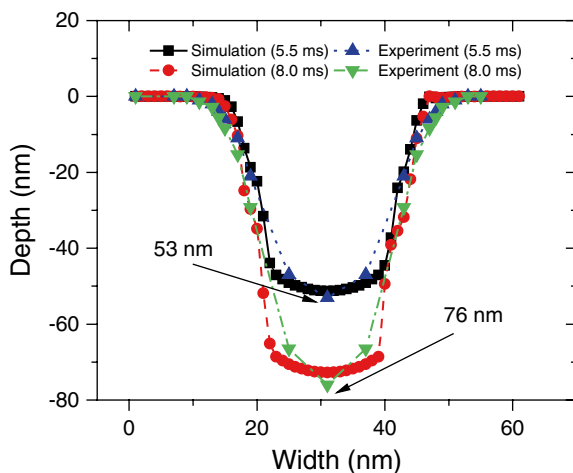 20
Simulation (5.5 ms) Experiment (5.5 ms)
Simulation (8.0 ms) Experiment (8.0 ms)
0
-20
-40
-60
-80
Depth (nm)
53 nm
76 nm
0 20 40 60
Width (nm)